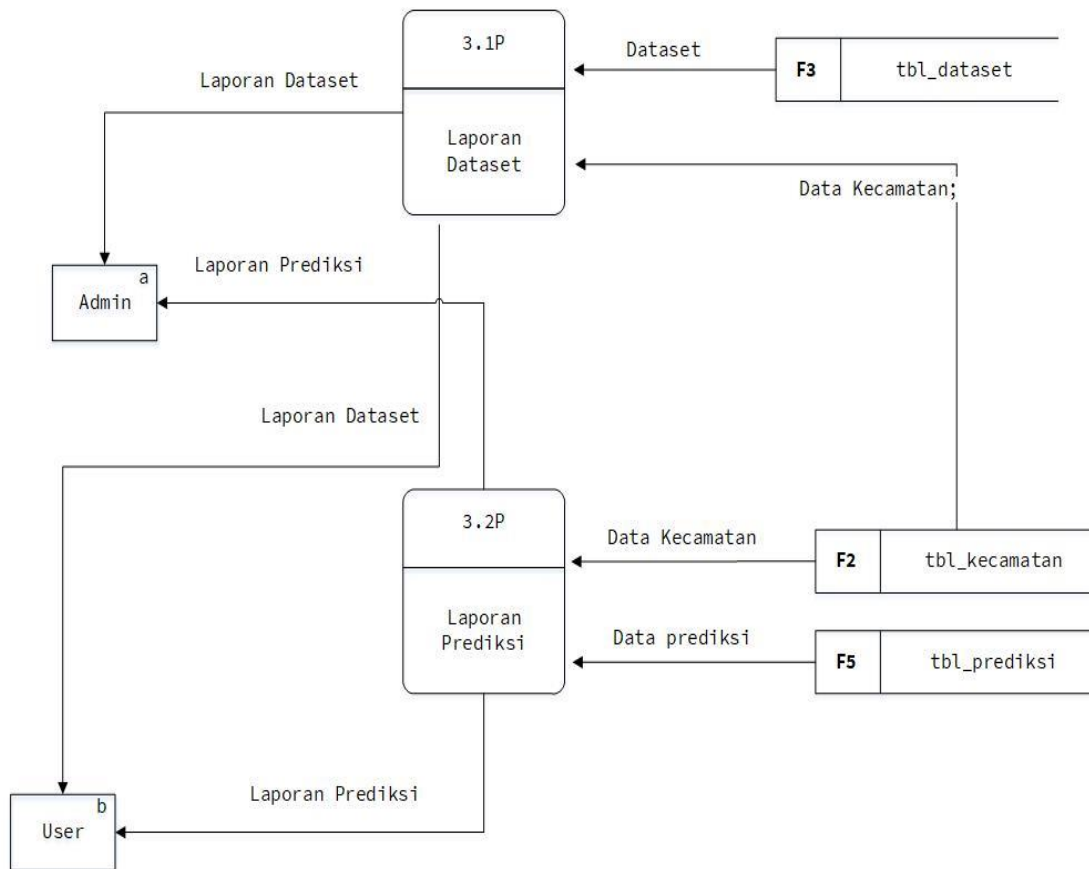 3.1P
Dataset
F3
tbl_dataset
Laporan Dataset
Laporan
Dataset
Data Kecamatan;
Laporan Prediksi
a
Admin
Laporan Dataset
3.2P
Data Kecamatan
F2
tbl_kecamatan
Laporan
Prediksi
Data prediksi
F5
tbl_prediksi
Laporan Prediksi
b
User